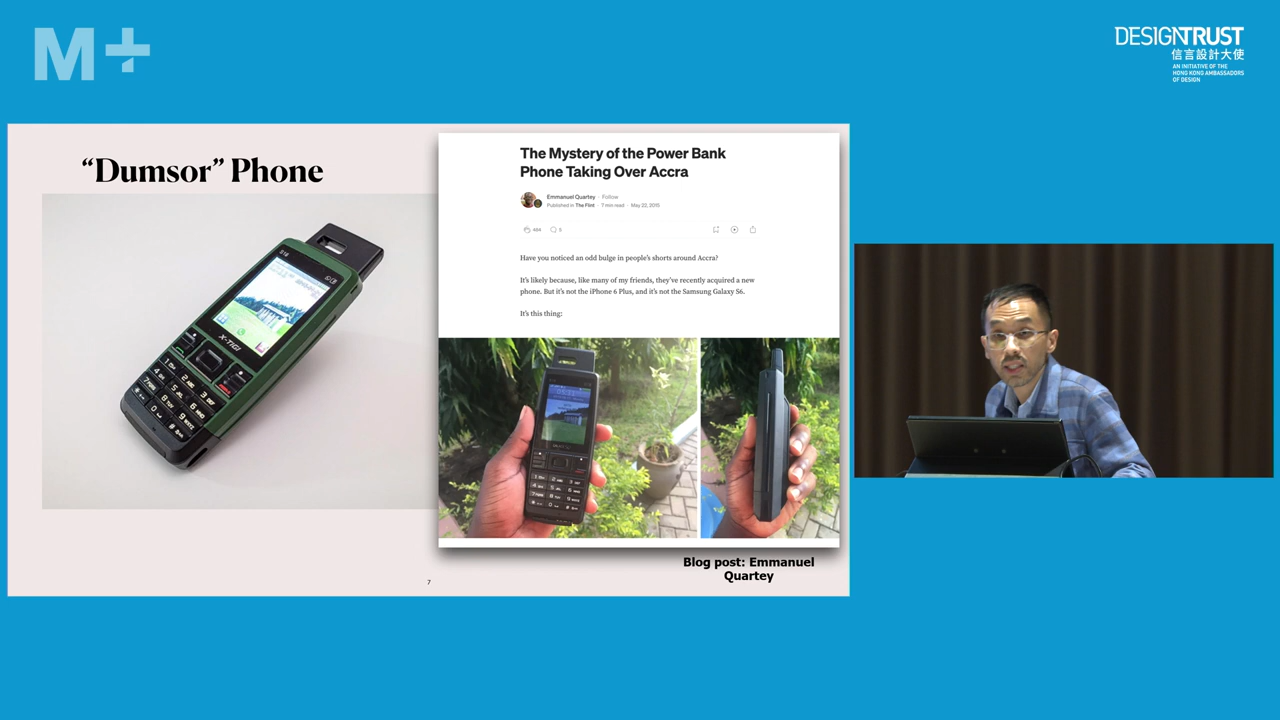 M+
DESIGNTRUST
信言設計大使
AN INITIATIVE OF THE
HONG KONG AMBASSADORS
OF DESIGN
“Dumsor” Phone
X-TIGI
The Mystery of the Power Bank
Phone Taking Over Accra
Emmanuel Quartey · Follow
Published in The Flint · 7 min read · May 22, 2015
484
5
Have you noticed an odd bulge in people's shorts around Accra?
It's likely because, like many of my friends, they've recently acquired a new
phone. But it's not the iPhone 6 Plus, and it's not the Samsung Galaxy S6.
It's this thing:
Blog post: Emmanuel
Quartey
7